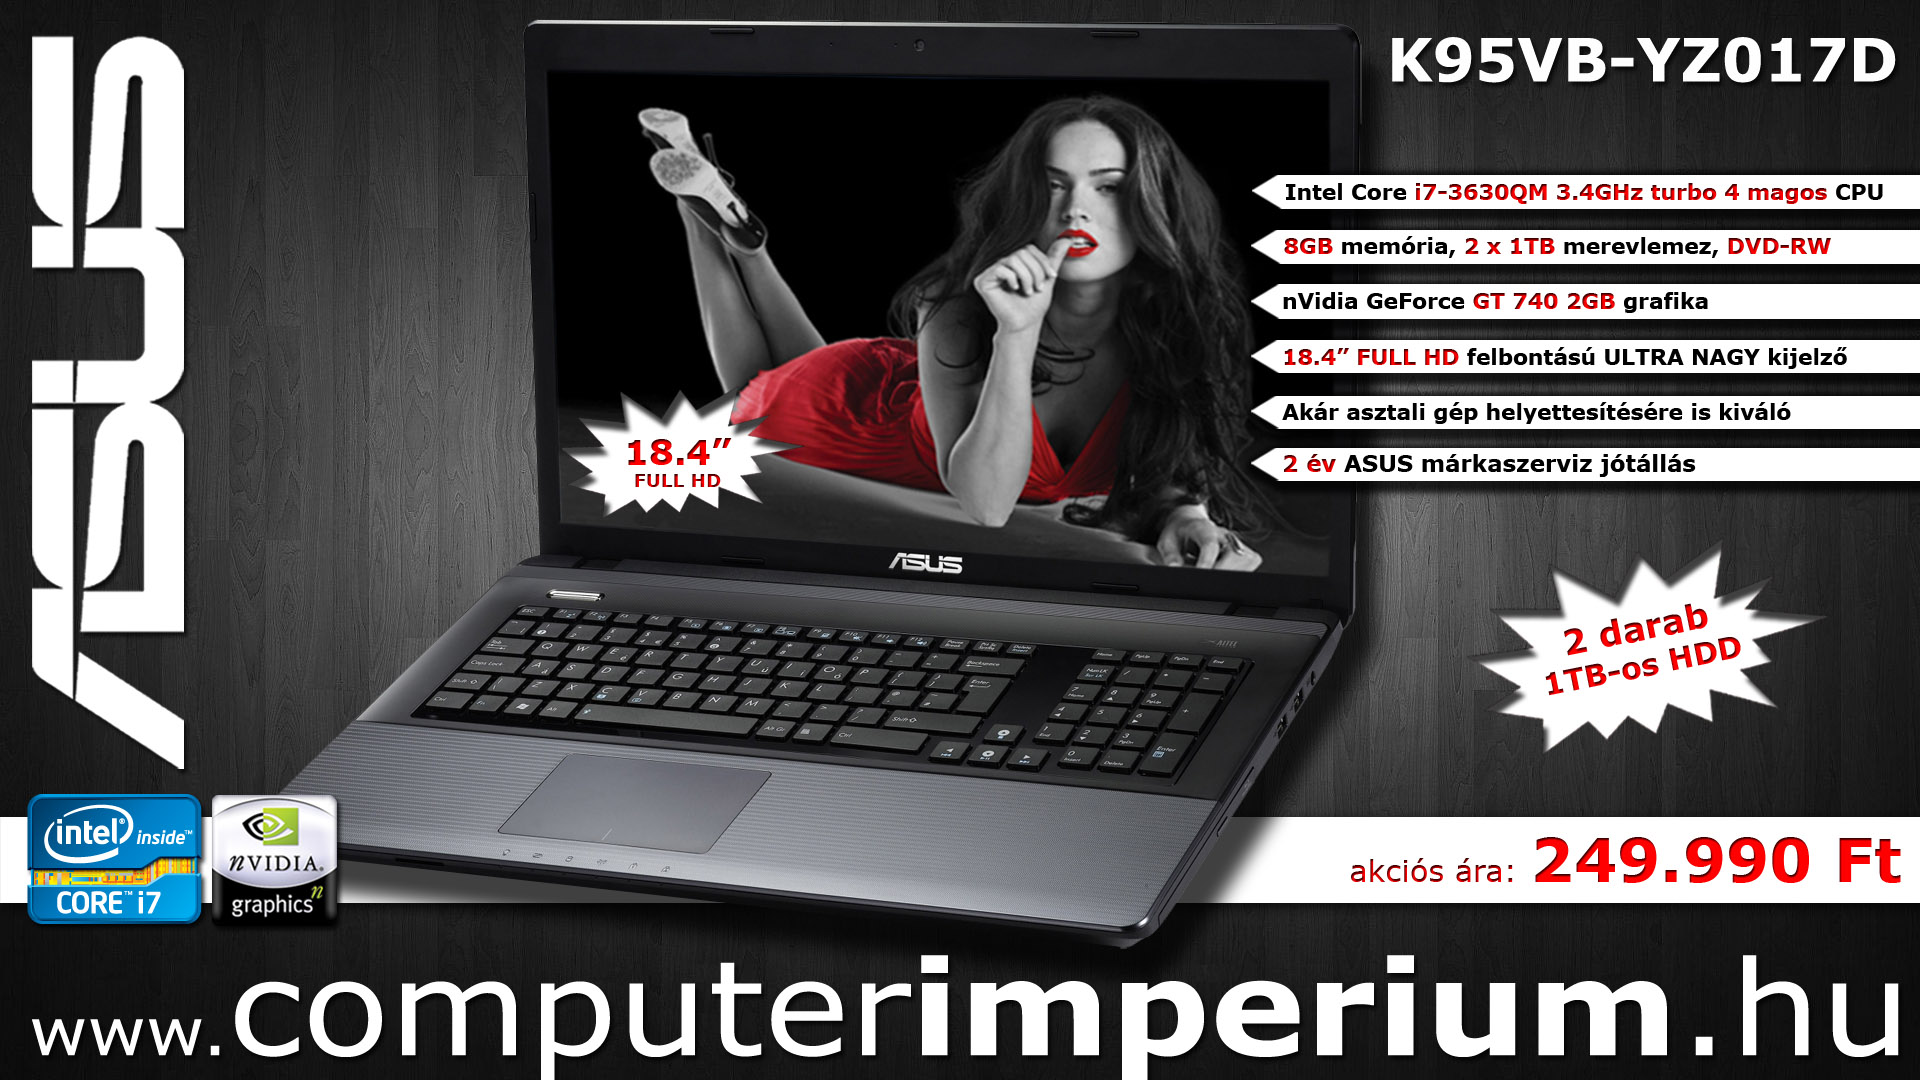 ASUS
K95VB-YZ017D
Intel Core i7-3630QM 3.4GHz turbo 4 magos CPU
8GB memória, 2 x 1TB merevlemez, DVD-RW
nVidia GeForce GT 740 2GB grafika
18.4” FULL HD felbontású ULTRA NAGY kijelző
Akár asztali gép helyettesítésére is kiváló
2 év ASUS márkaszerviz jótállás
18.4”
FULL HD
ASUS
2 darab
1TB-os HDD
intel inside™
CORE™ i7
nVIDIA.
graphics n
akciós ára: 249.990 Ft
www.computerimperium.hu